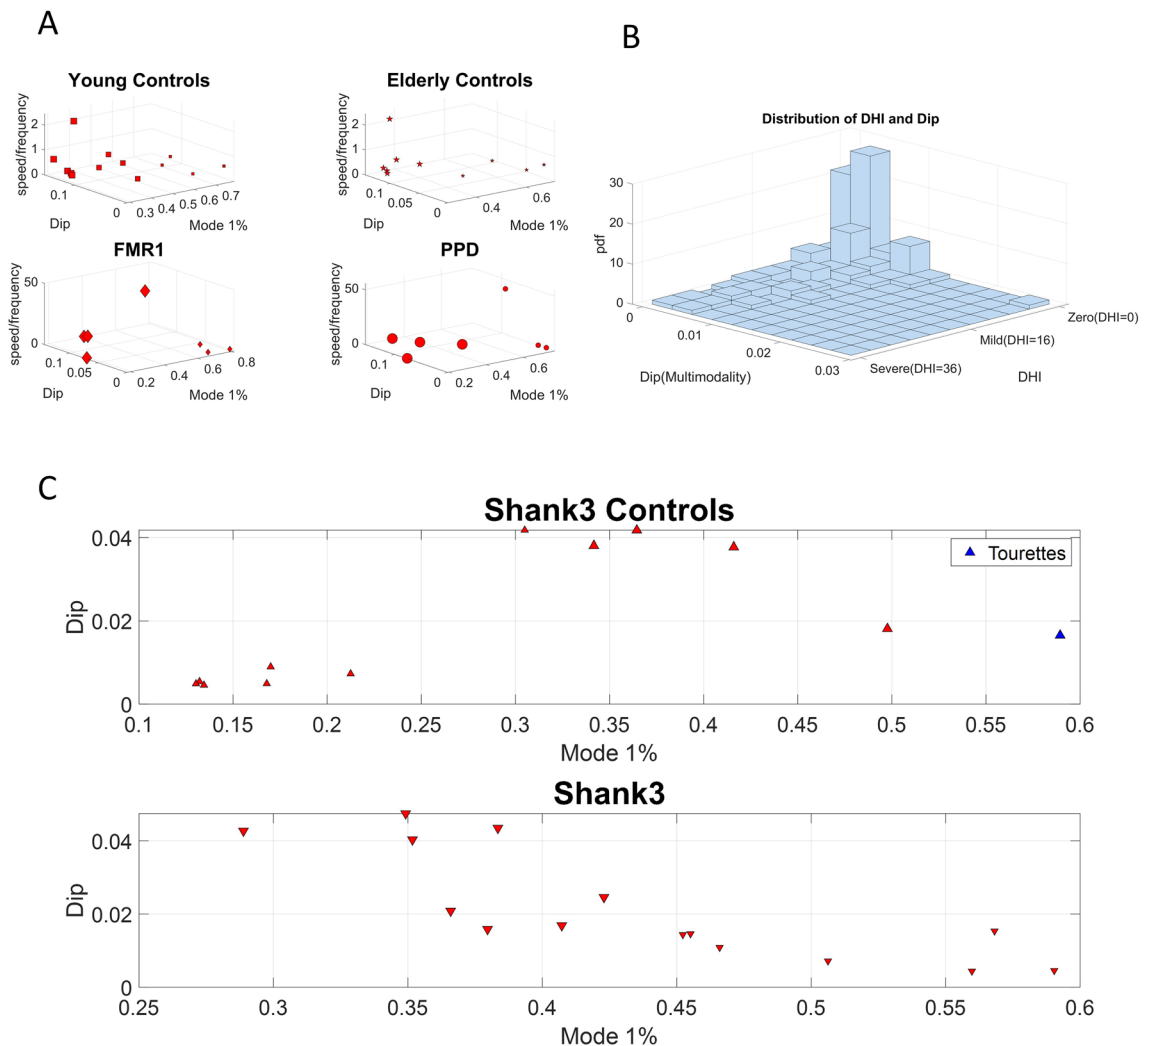 A
B
Young Controls
Elderly Controls
speed/frequency
2
1
0
0.1
0
Dip
0.3 0.4 0.5 0.6 0.7
Mode 1%
speed/frequency
2
1
0
0.1
0.05
0
Dip
0.4
0.6
Mode 1%
FMR1
PPD
speed/frequency
50
0
0.1
0.05
0
Dip
0.2
0.4
0.6
0.8
Mode 1%
speed/frequency
50
0
0.1
0
Dip
0.2
0.4
0.6
Mode 1%
Distribution of DHI and Dip
pdf
30
20
10
0
0
0.01
0.02
0.03
Dip(Multimodality)
Zero(DHI=0)
Mild(DHI=16)
Severe(DHI=36)
DHI
C
Shank3 Controls
Tourettes
Dip
0.04
0.02
0
0.1 0.15 0.2 0.25 0.3 0.35 0.4 0.45 0.5 0.55 0.6
Mode 1%
Shank3
Dip
0.04
0.02
0
0.25 0.3 0.35 0.4 0.45 0.5 0.55 0.6
Mode 1%